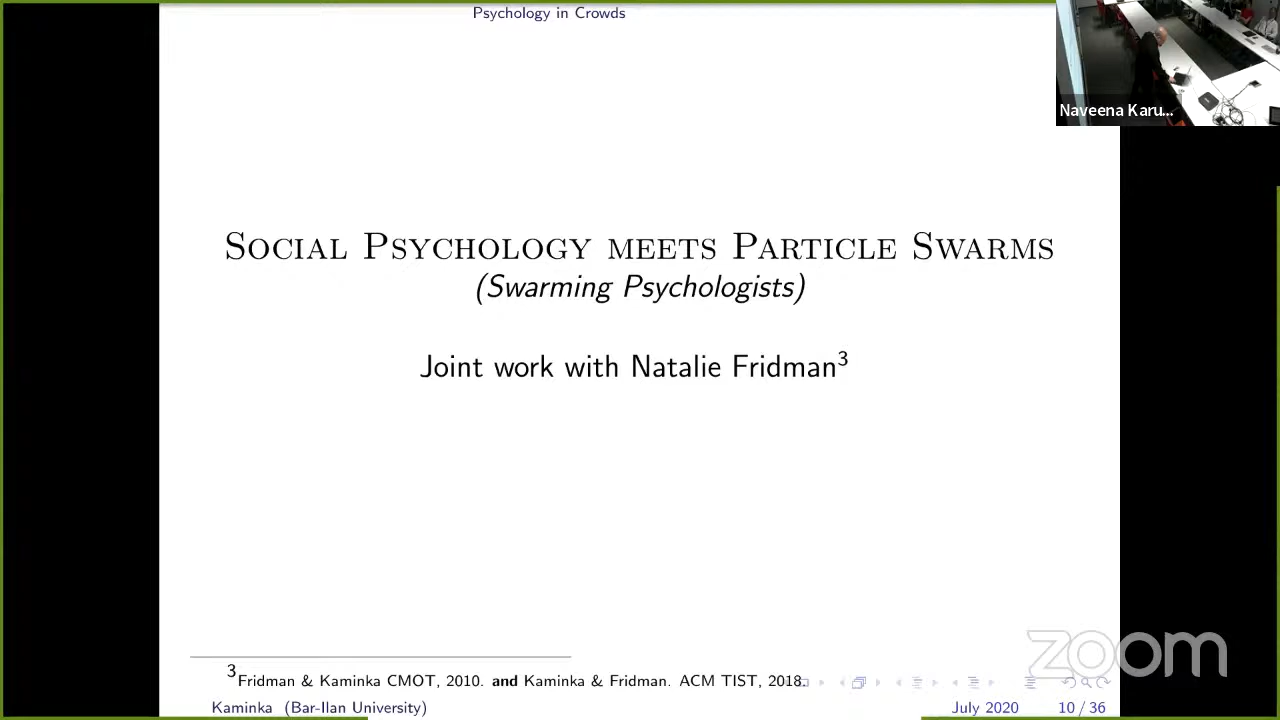 Psychology in Crowds
Naveena Karu...
Social Psychology meets Particle Swarms
(Swarming Psychologists)
Joint work with Natalie Fridman³
zoom
³Fridman & Kaminka CMOT, 2010. and Kaminka & Fridman. ACM TIST, 2018.
Kaminka (Bar-Ilan University)
July 2020
10 / 36